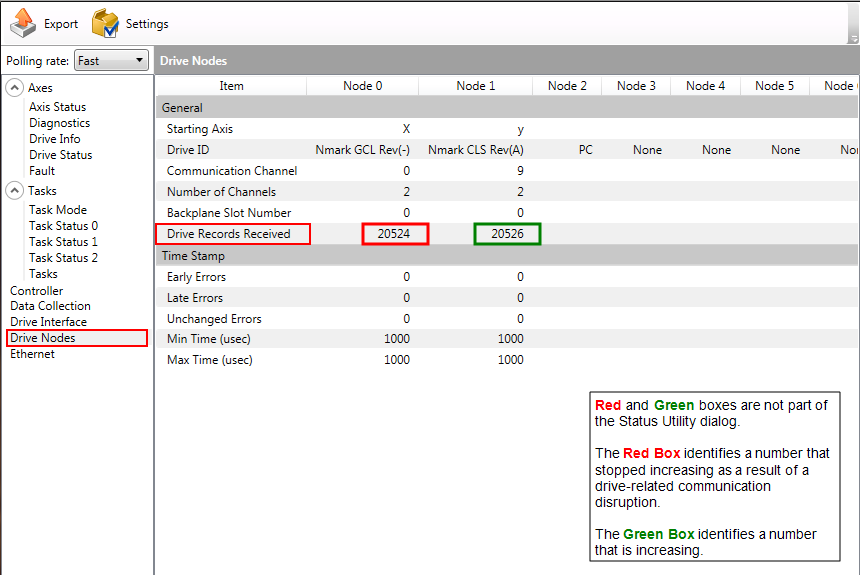 Export Settings
Polling rate: Fast
Drive Nodes
Axes
Axis Status
Diagnostics
Drive Info
Drive Status
Fault
Tasks
Task Mode
Task Status 0
Task Status 1
Task Status 2
Tasks
Controller
Data Collection
Drive Interface
Drive Nodes
Ethernet
Item Node 0 Node 1 Node 2 Node 3 Node 4 Node 5 Node
General
Starting Axis X y
Drive ID Nmark GCL Rev(-) Nmark CLS Rev(A) PC None None None
Communication Channel 0 9
Number of Channels 2 2
Backplane Slot Number 0 0
Drive Records Received 20524 20526
Time Stamp
Early Errors 0 0
Late Errors 0 0
Unchanged Errors 0 0
Min Time (usec) 1000 1000
Max Time (usec) 1000 1000
Red and Green boxes are not part of
the Status Utility dialog.
The Red Box identifies a number that
stopped increasing as a result of a
drive-related communication
disruption.
The Green Box identifies a number
that is increasing.